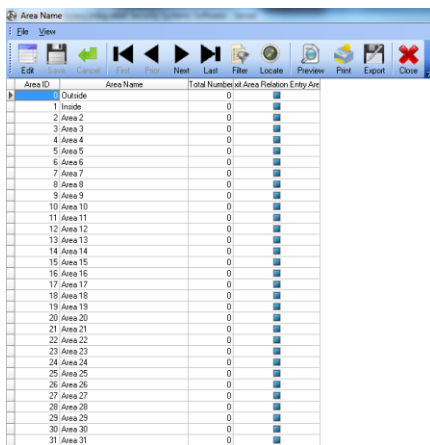 Area Name
File View
Edit Save Cancel First Prior Next Last Filter Locate Preview Print Export Close
Area ID Area Name Total Number xit Area Relation Entry Are
0 Outside 0
1 Inside 0
2 Area 2 0
3 Area 3 0
4 Area 4 0
5 Area 5 0
6 Area 6 0
7 Area 7 0
8 Area 8 0
9 Area 9 0
10 Area 10 0
11 Area 11 0
12 Area 12 0
13 Area 13 0
14 Area 14 0
15 Area 15 0
16 Area 16 0
17 Area 17 0
18 Area 18 0
19 Area 19 0
20 Area 20 0
21 Area 21 0
22 Area 22 0
23 Area 23 0
24 Area 24 0
25 Area 25 0
26 Area 26 0
27 Area 27 0
28 Area 28 0
29 Area 29 0
30 Area 30 0
31 Area 31 0